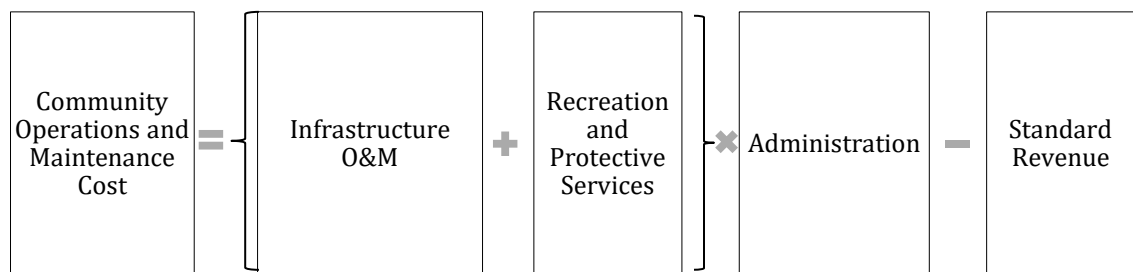 Community
Operations and
Maintenance
Cost
=
Infrastructure
O&M
+
Recreation
and
Protective
Services
×
Administration
−
Standard
Revenue